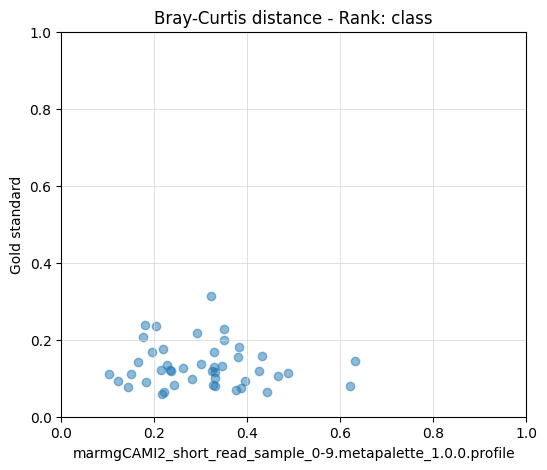 Bray-Curtis distance - Rank: class
1.0
0.8
0.6
0.4
0.2
0.0
Gold standard
0.0 0.2 0.4 0.6 0.8 1.0
marmgCAMI2_short_read_sample_0-9.metapalette_1.0.0.profile